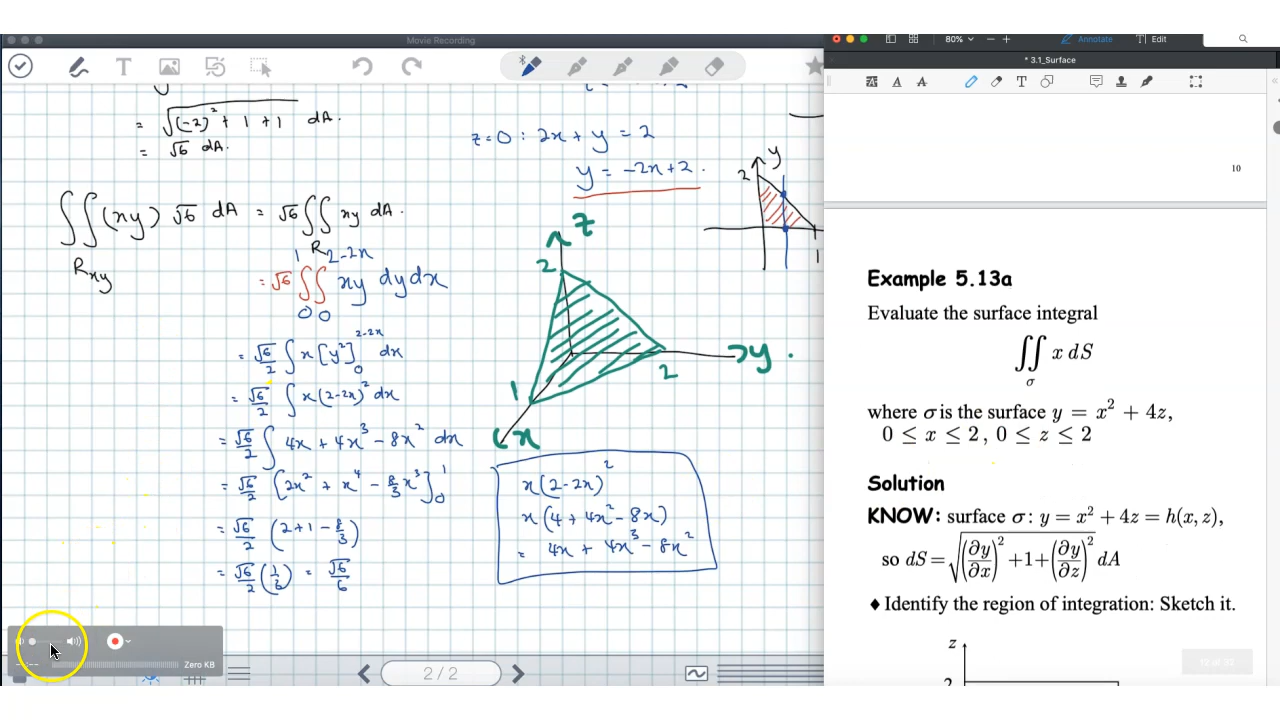 Movie Recording
= √((-2)² + 1 + 1) dA.
= √6 dA.
∬ (xy) √6 dA = √6 ∬ xy dA.
Rxy
R
= √6 ∫₀¹ ∫₀^(2-2x) xy dy dx
= √6/2 ∫ x [y²]₀^(2-2x) dx
= √6/2 ∫ x(2-2x)² dx
= √6/2 ∫ 4x + 4x³ - 8x² dx
= √6/2 [2x² + x⁴ - 8/3 x³]₀¹
= √6/2 (2+1 - 8/3)
= √6/2 (1/3) = √6/6
z=0 : 2x + y = 2
y = -2x+2.
y
2
1
z
2
y
2
1
x
x(2-2x)²
x(4 + 4x² - 8x)
= 4x + 4x³ - 8x²
Zero KB
2 / 2
80%
Annotate
Edit
* 3.1_Surface
10
Example 5.13a
Evaluate the surface integral
∬σ x dS
where σ is the surface y = x² + 4z,
0 ≤ x ≤ 2, 0 ≤ z ≤ 2
Solution
KNOW: surface σ: y = x² + 4z = h(x, z),
so dS = √((∂y/∂x)² + 1 + (∂y/∂z)²) dA
♦ Identify the region of integration: Sketch it.
z
2